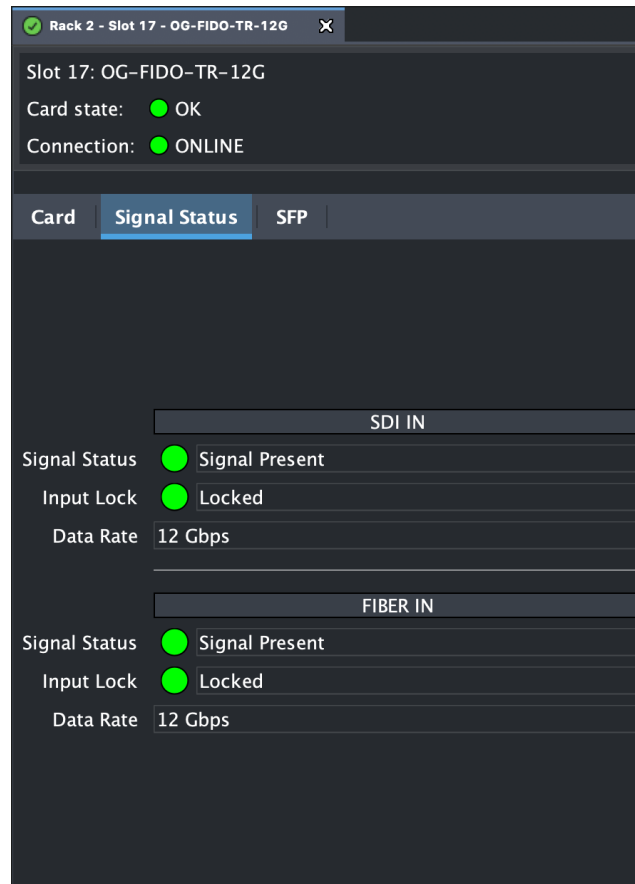 Rack 2 - Slot 17 - OG-FIDO-TR-12G X
Slot 17: OG-FIDO-TR-12G
Card state: OK
Connection: ONLINE
Card Signal Status SFP
SDI IN
Signal Status Signal Present
Input Lock Locked
Data Rate 12 Gbps
FIBER IN
Signal Status Signal Present
Input Lock Locked
Data Rate 12 Gbps